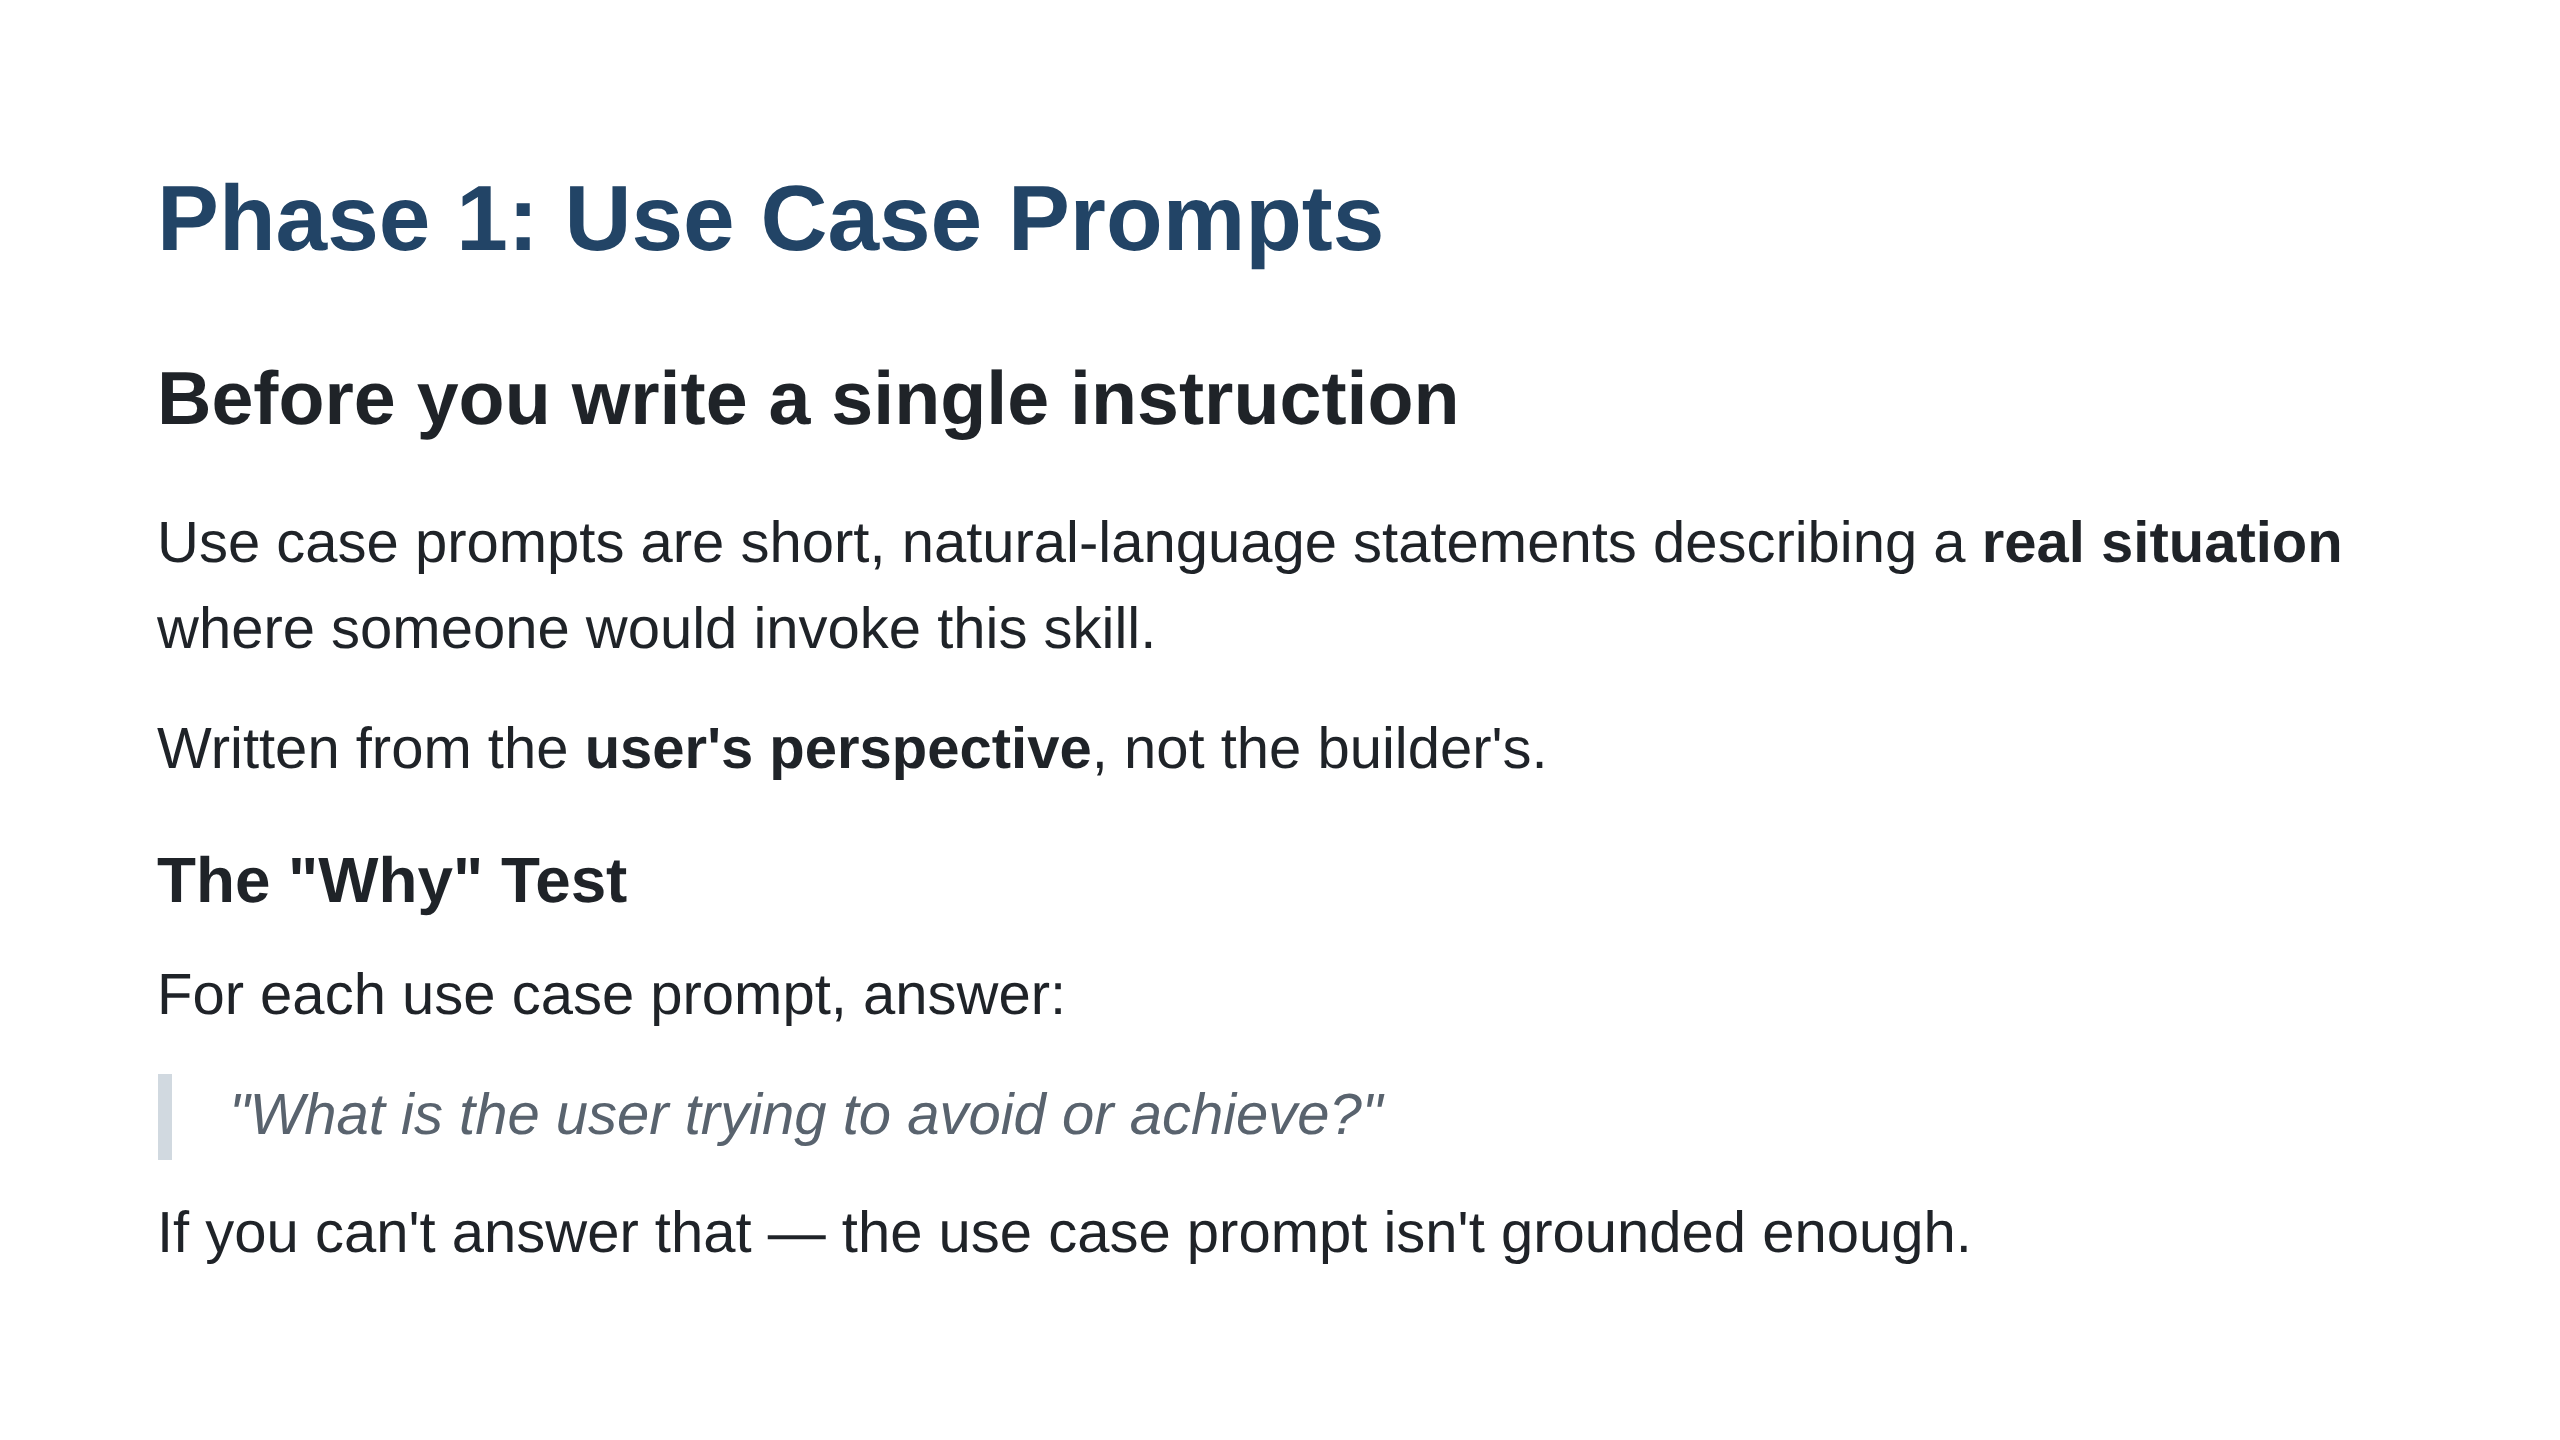 Phase 1: Use Case Prompts
Before you write a single instruction
Use case prompts are short, natural-language statements describing a real situation
where someone would invoke this skill.
Written from the user's perspective, not the builder's.
The "Why" Test
For each use case prompt, answer:
"What is the user trying to avoid or achieve?"
If you can't answer that — the use case prompt isn't grounded enough.